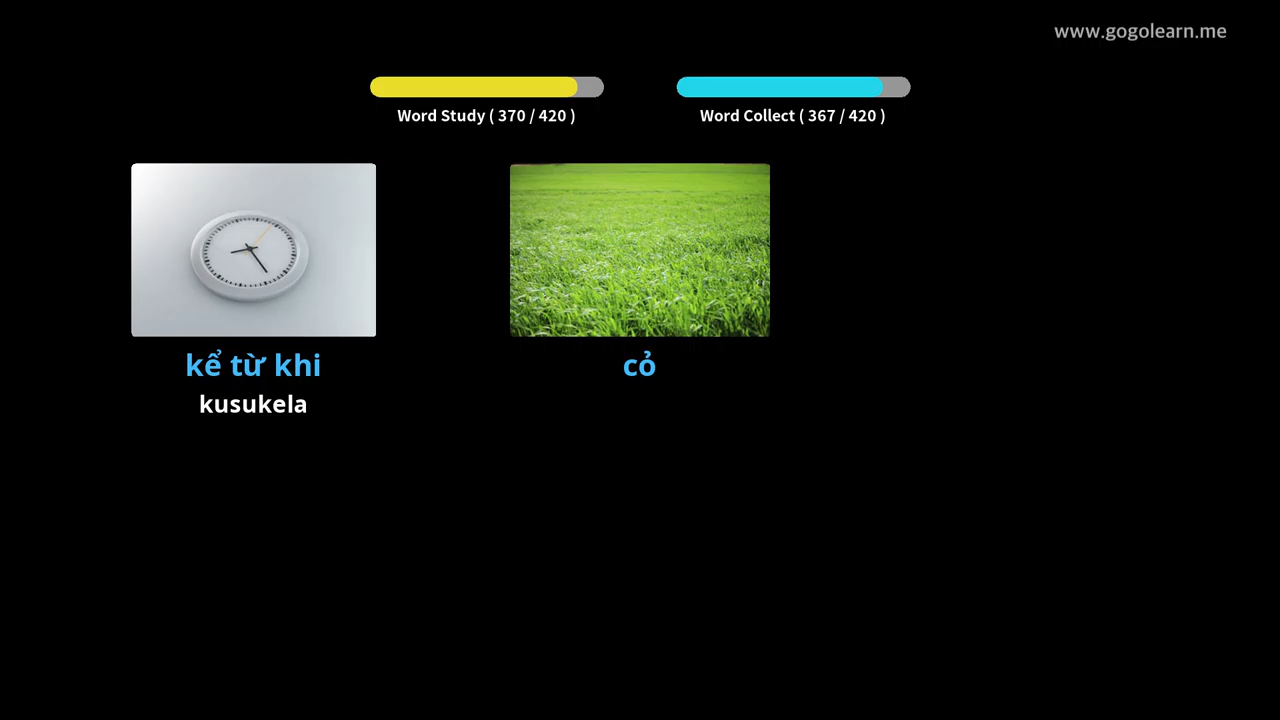 www.gogolearn.me
Word Study ( 370 / 420 )
Word Collect ( 367 / 420 )
kể từ khi
kusukela
cỏ